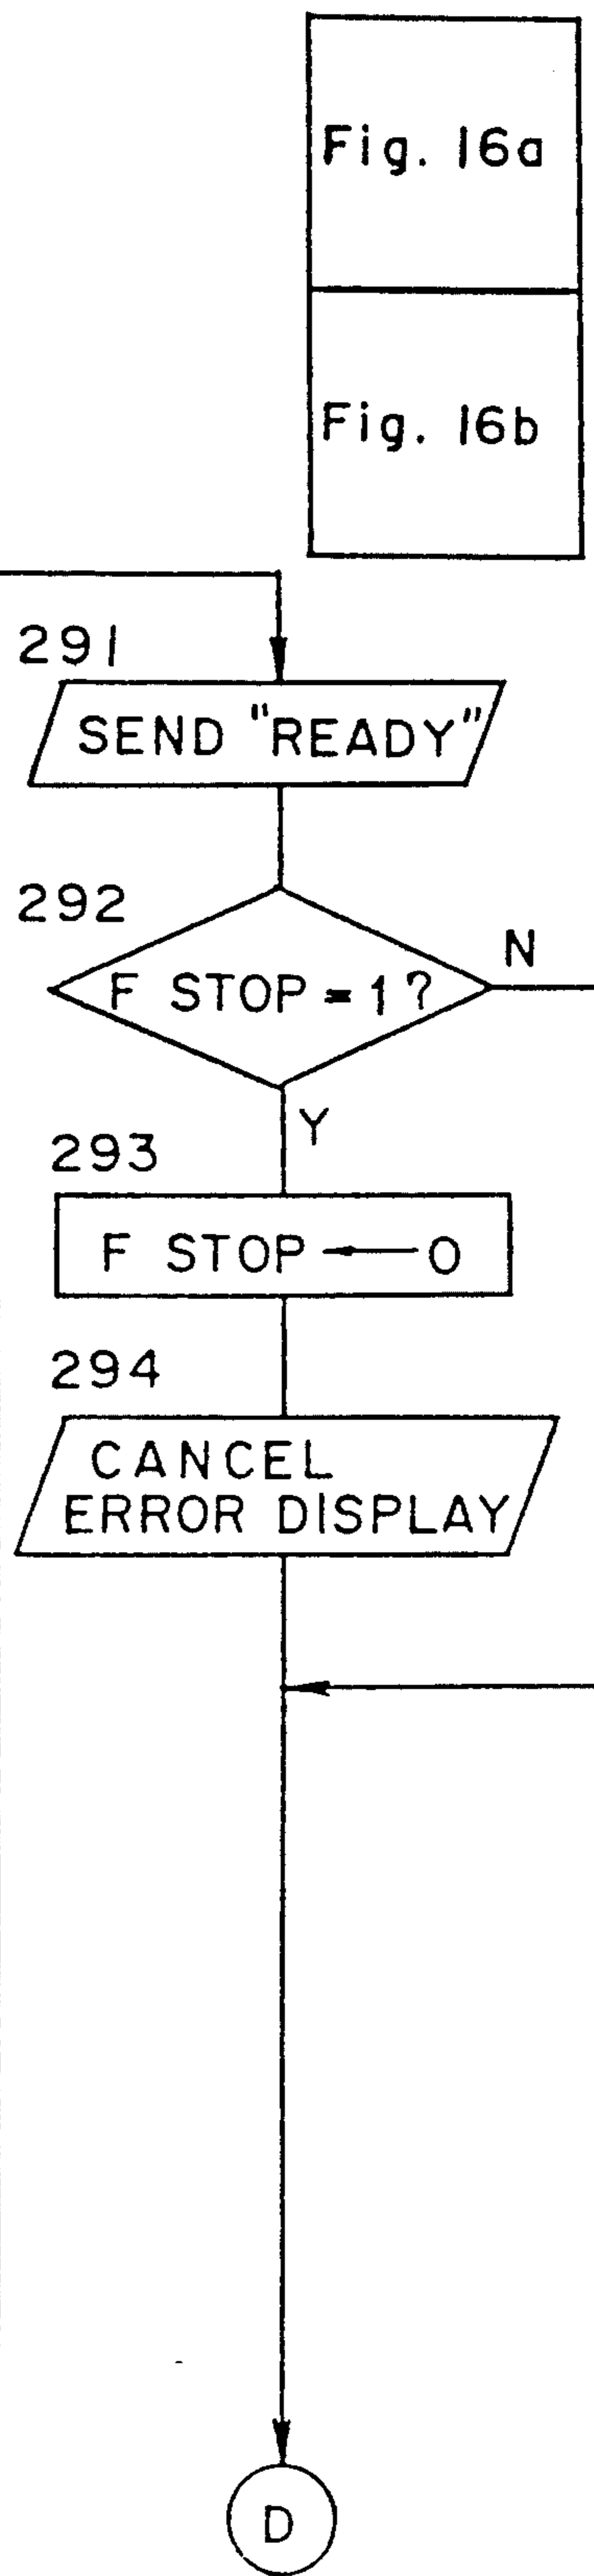 Fig. 16a
Fig. 16b
291
SEND "READY"
292
F STOP = 1 ?
N
Y
293
F STOP ← 0
294
CANCEL
ERROR DISPLAY
D